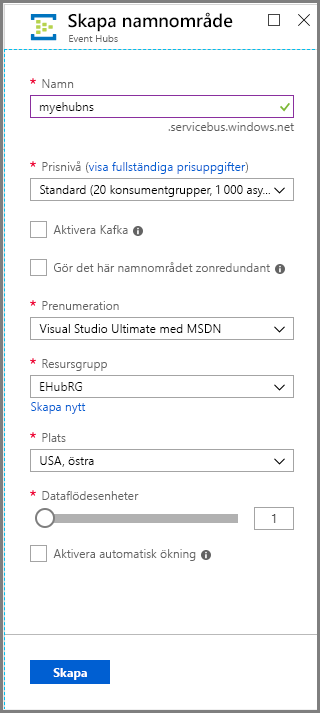 Skapa namnområde
Event Hubs
* Namn
myehubns
.servicebus.windows.net
* Prisnivå (visa fullständiga prisuppgifter)
Standard (20 konsumentgrupper, 1 000 asy...
Aktivera Kafka
Gör det här namnområdet zonredundant
* Prenumeration
Visual Studio Ultimate med MSDN
* Resursgrupp
EHubRG
Skapa nytt
* Plats
USA, östra
* Dataflödesenheter
1
Aktivera automatisk ökning
Skapa